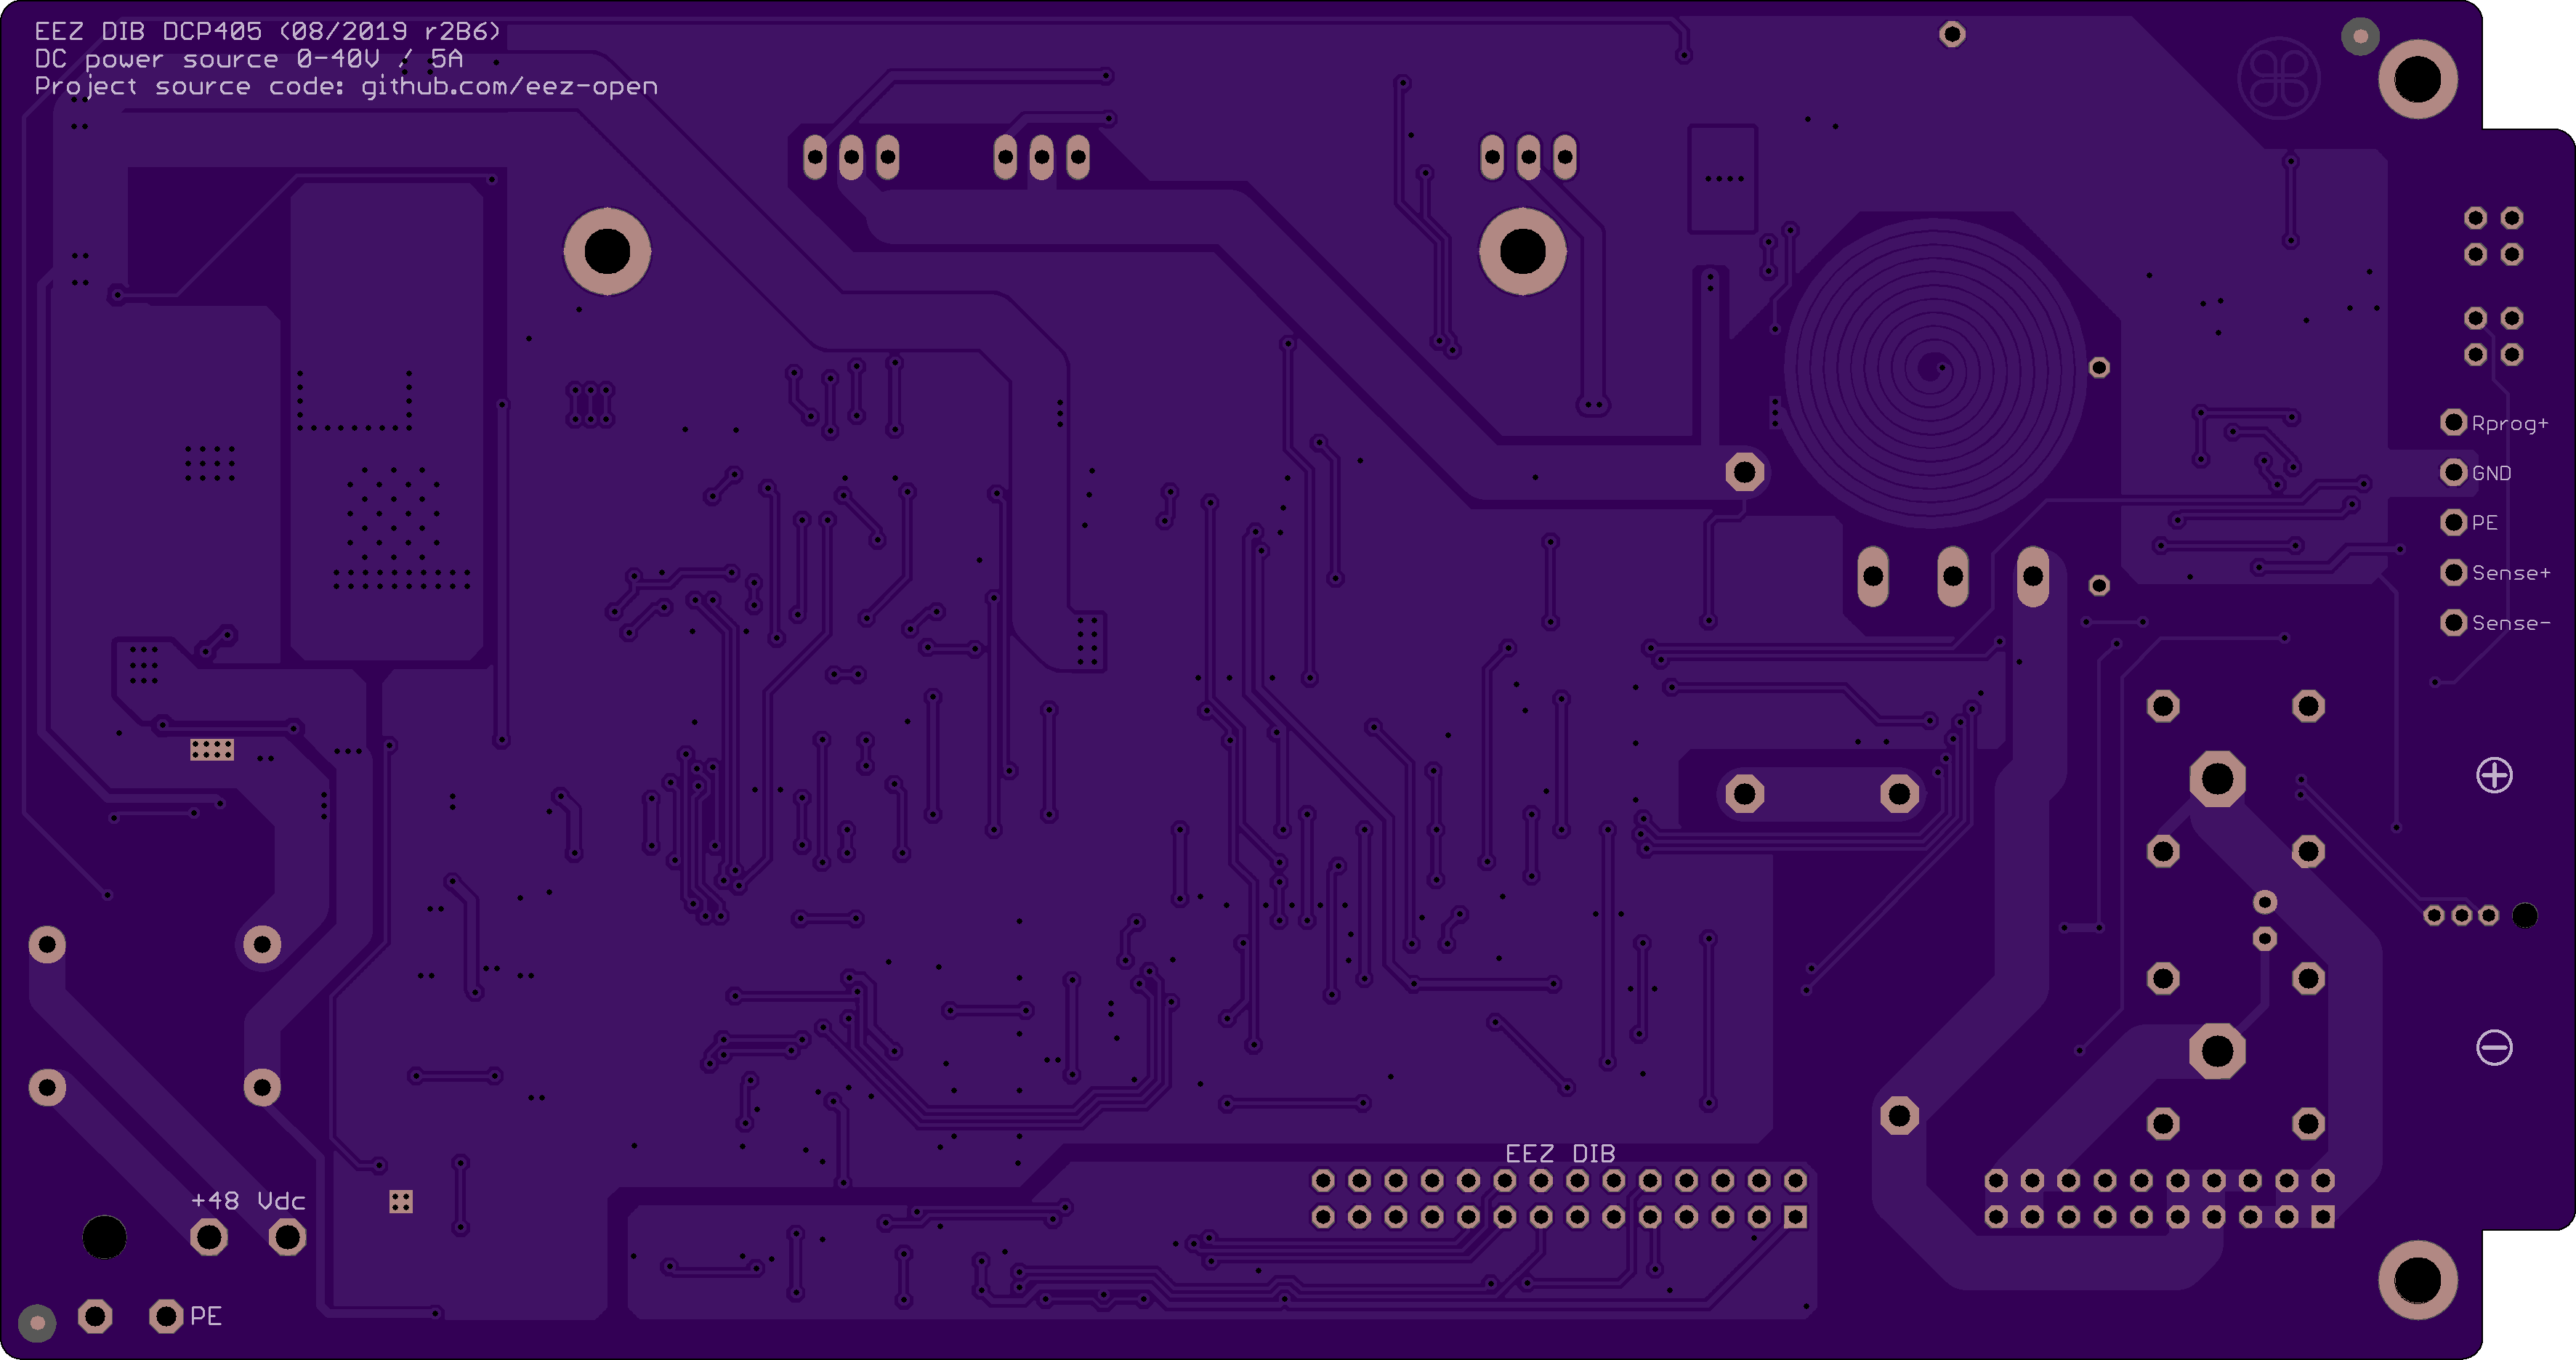 EEZ DIB DCP405 (08/2019 r2B6)
DC power source 0-40V / 5A
Project source code: github.com/eez-open
Rprog+
GND
PE
Sense+
Sense-
+
-
EEZ DIB
+48 Vdc
PE